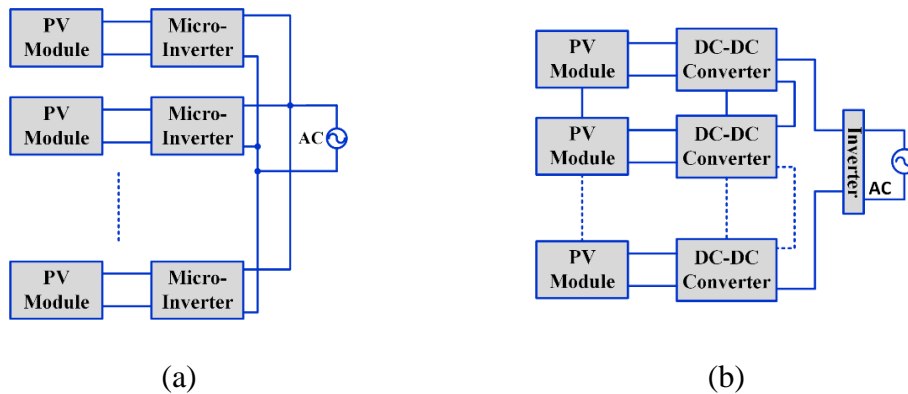 PV
Module
Micro-
Inverter
PV
Module
Micro-
Inverter
AC
PV
Module
Micro-
Inverter
(a)
PV
Module
DC-DC
Converter
PV
Module
DC-DC
Converter
Inverter
AC
PV
Module
DC-DC
Converter
(b)